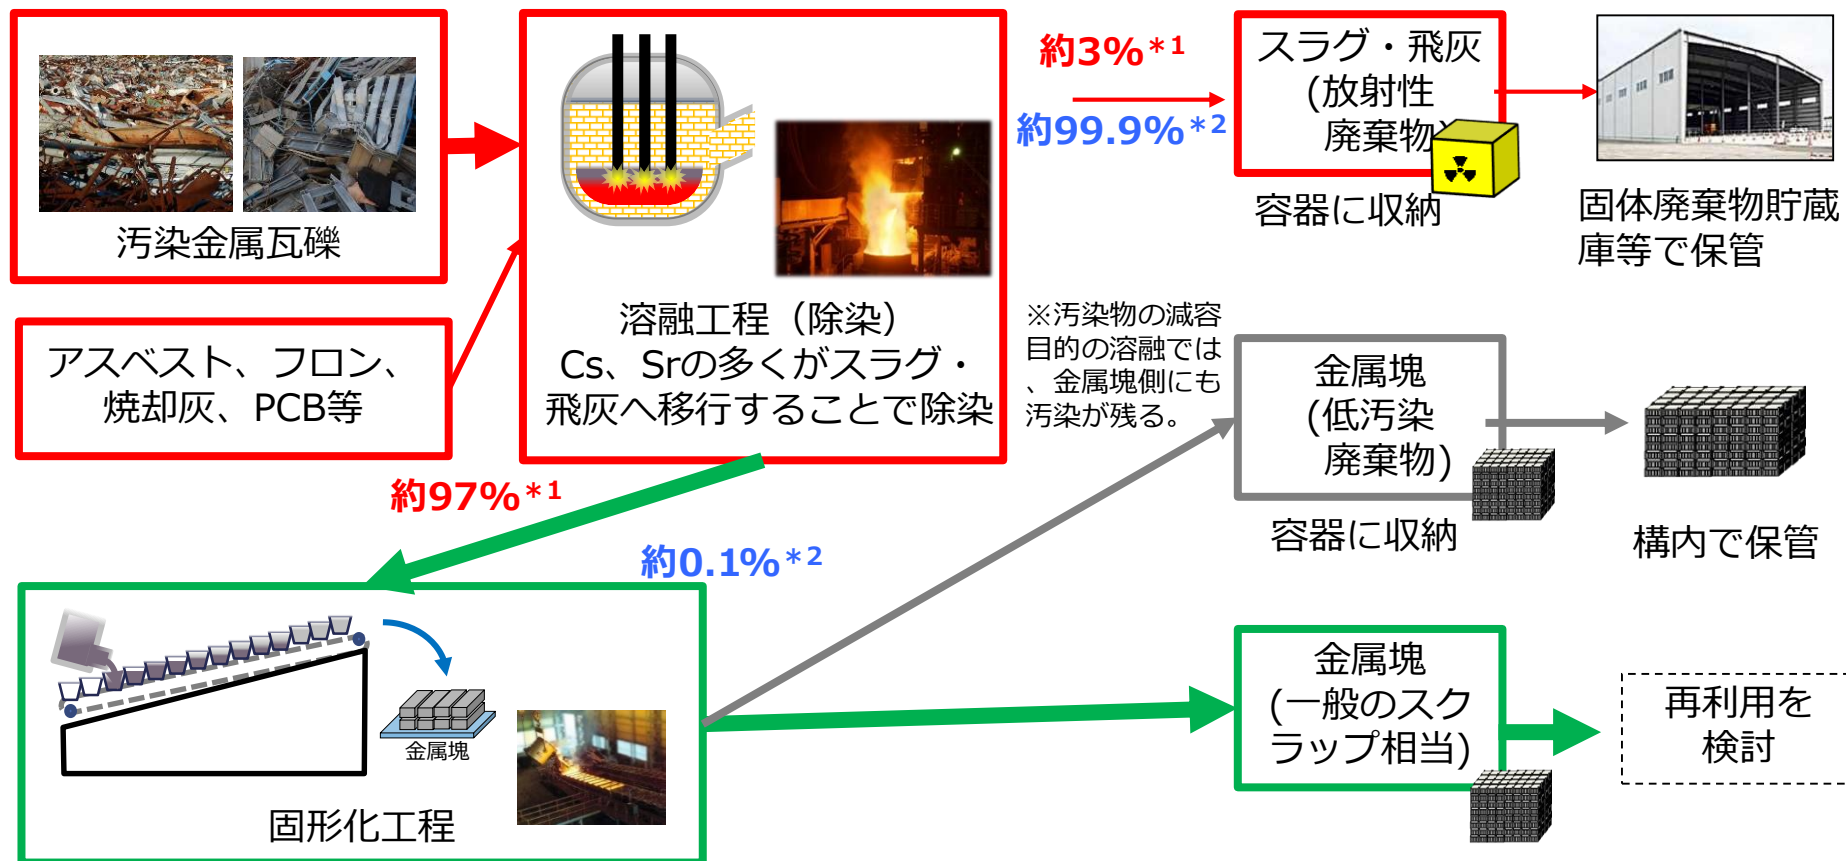 汚染金属瓦礫
アスベスト、フロン、
焼却灰、PCB等
溶融工程（除染）
Cs、Srの多くがスラグ・
飛灰へ移行することで除染
約3%*1
約99.9%*2
スラグ・飛灰
(放射性
廃棄物)
容器に収納
固体廃棄物貯蔵
庫等で保管
※汚染物の減容
目的の溶融では
、金属塊側にも
汚染が残る。
金属塊
(低汚染
廃棄物)
容器に収納
構内で保管
約97%*1
約0.1%*2
金属塊
固形化工程
金属塊
(一般のスク
ラップ相当)
再利用を
検討